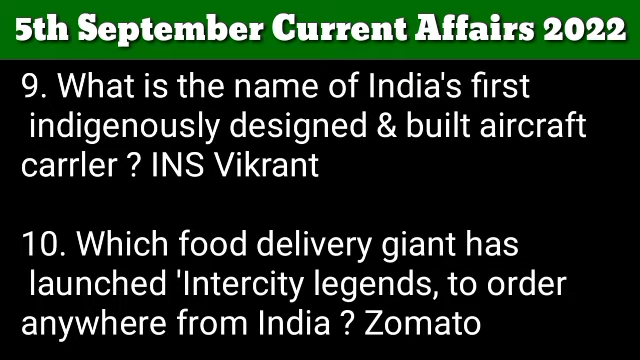 5th September Current Affairs 2022
9. What is the name of India's first
indigenously designed & built aircraft
carrler ? INS Vikrant
10. Which food delivery giant has
launched 'Intercity legends, to order
anywhere from India ? Zomato